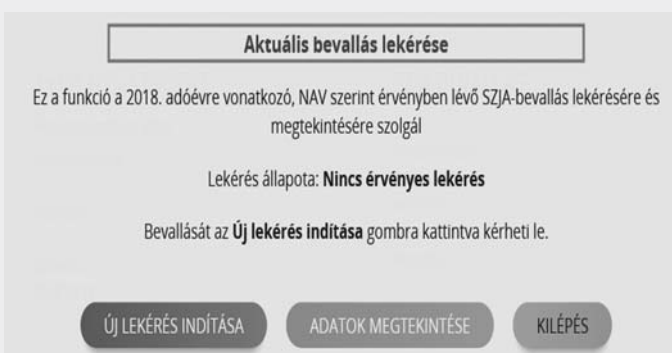 Aktuális bevallás lekérése
Ez a funkció a 2018. adóévre vonatkozó, NAV szerint érvényben lévő SZJA-bevallás lekérésére és
megtekintésére szolgál
Lekérés állapota: Nincs érvényes lekérés
Bevallását az Új lekérés indítása gombra kattintva kérheti le.
ÚJ LEKÉRÉS INDÍTÁSA ADATOK MEGTEKINTÉSE KILÉPÉS